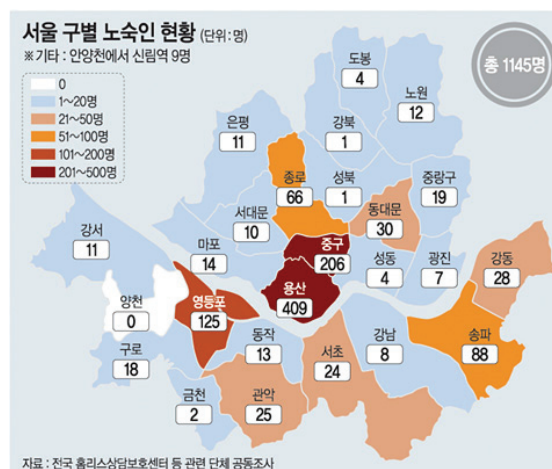 서울 구별 노숙인 현황 (단위 : 명)
※ 기타 : 안양천에서 신림역 9명
총 1145명
0
1~20명
21~50명
51~100명
101~200명
201~500명
도봉
4
노원
12
강북
1
은평
11
종로
66
성북
1
중랑구
19
동대문
30
서대문
10
강서
11
마포
14
중구
206
성동
4
광진
7
강동
28
양천
0
영등포
125
용산
409
동작
13
서초
24
강남
8
송파
88
구로
18
금천
2
관악
25
자료 : 전국 홈리스상담보호센터 등 관련 단체 공동조사